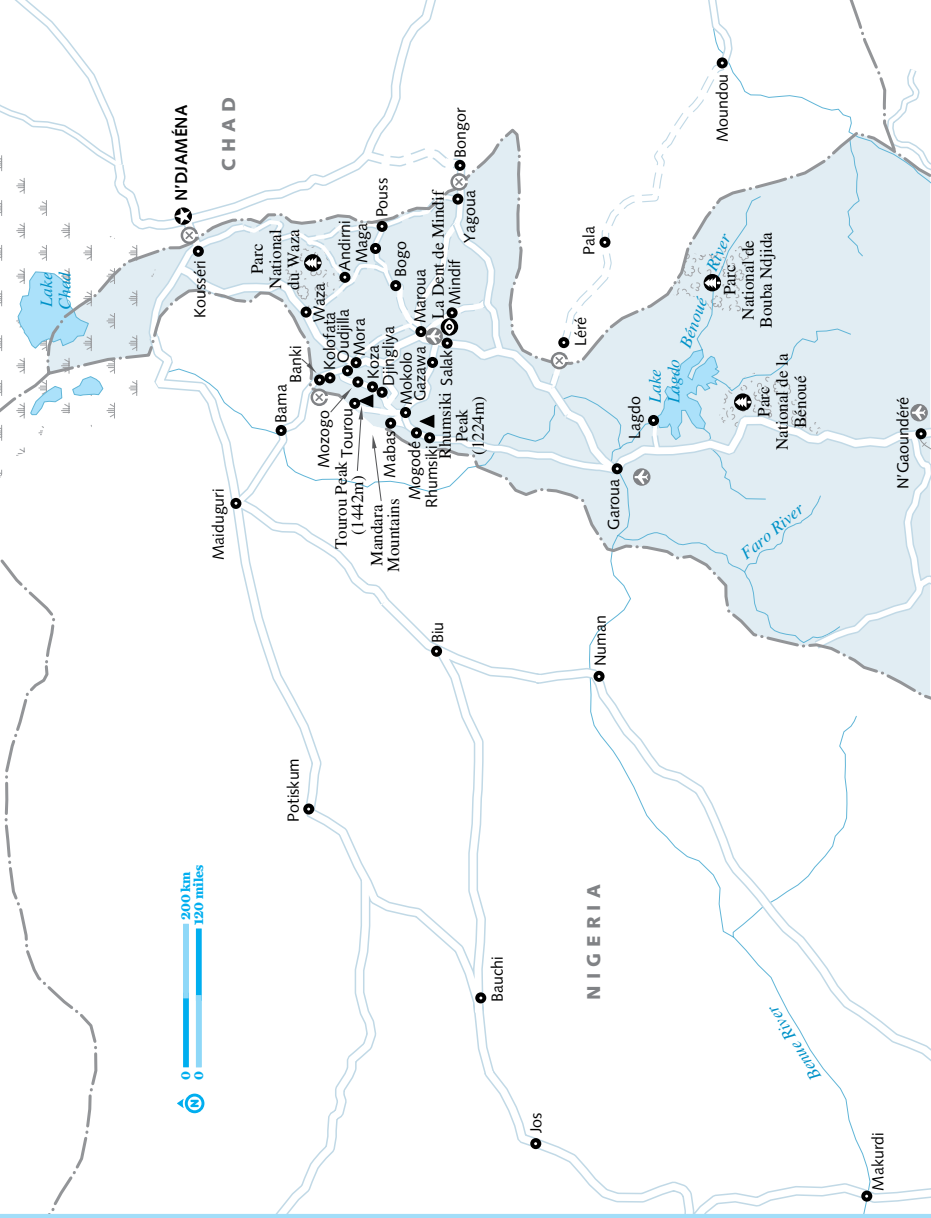 Lake
Chad
N'DJAMÉNA
CHAD
Kousséri
Parc
National
du Waza
Waza
Andirni
Maga
Pouss
Bogo
Bongor
Yagoua
Maroua
La Dent de Mindif
Mindif
Salak
Gazawa
Banki
Kolofata
Oudjilla
Mora
Koza
Djingliya
Mokolo
Bama
Mozogo
Tourou
Tourou Peak
(1442m)
Mandara
Mountains
Mabas
Mogodé
Rhumsiki
Rhumsiki
Peak
(1224m)
Maiduguri
Moundou
Pala
Léré
Bénoué River
Parc
National de
Bouba Ndjida
Lake
Lagdo
Lagdo
Parc
National de la
Bénoué
Garoua
N'Gaoundéré
Faro River
Biu
Numan
Potiskum
0 200 km
0 120 miles
N
NIGERIA
Bauchi
Jos
Benue River
Makurdi